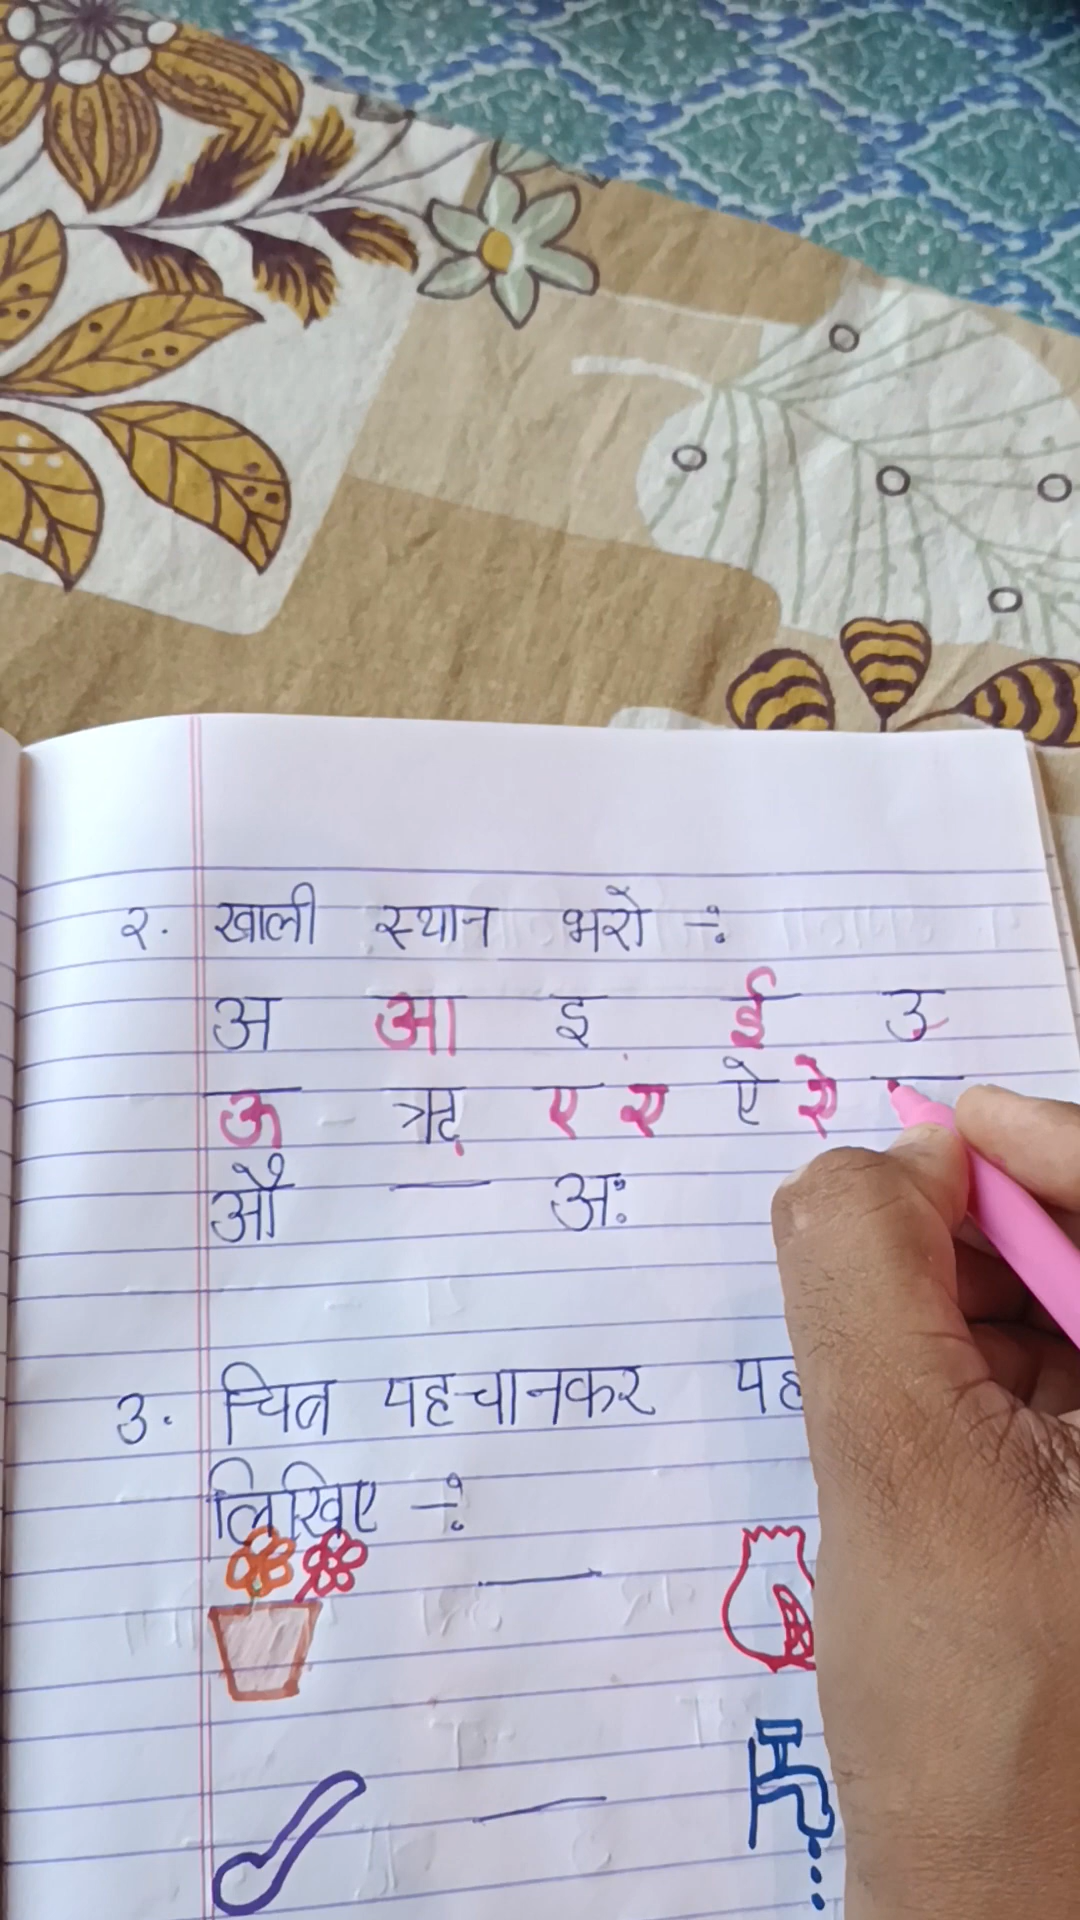 २. खाली स्थान भरो -:
अ आ इ ई उ
ऊ - ऋ ए ए ऐ ऐ
औ — अः
३. चित्र पहचानकर
लिखिए -: